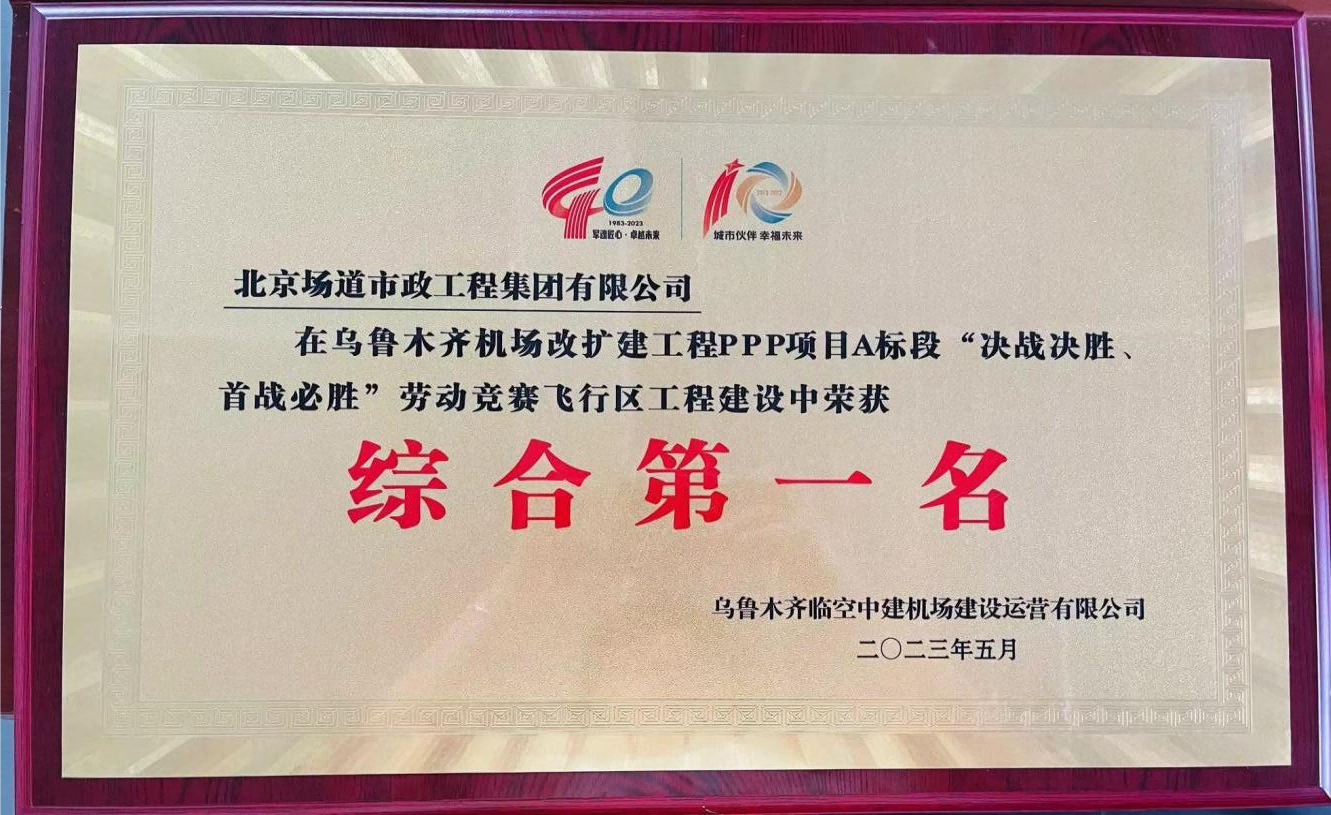 1983-2023
军魂匠心·卓越未来
2013-2023
城市伙伴 幸福未来
北京场道市政工程集团有限公司
在乌鲁木齐机场改扩建工程PPP项目A标段“决战决胜、
首战必胜”劳动竞赛飞行区工程建设中荣获
综合第一名
乌鲁木齐临空中建机场建设运营有限公司
二〇二三年五月